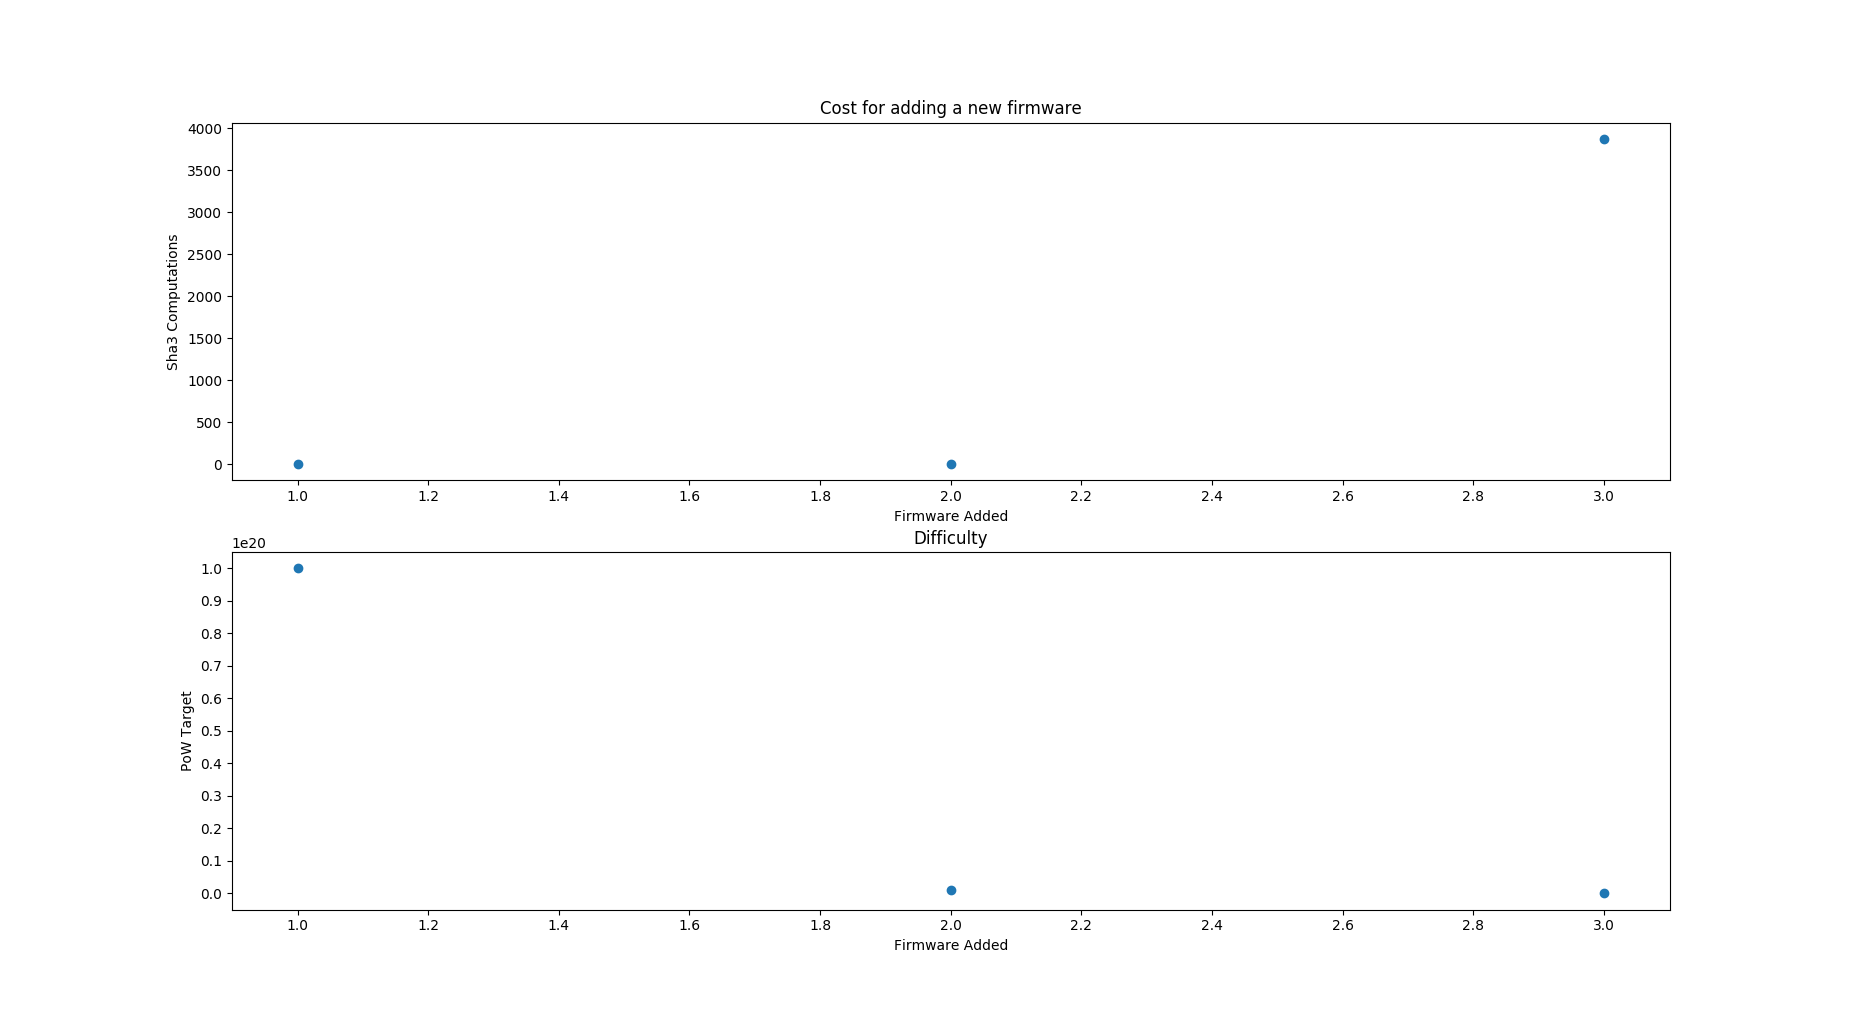 Cost for adding a new firmware
4000
3500
3000
2500
2000
1500
1000
500
0
Sha3 Computations
1.0 1.2 1.4 1.6 1.8 2.0 2.2 2.4 2.6 2.8 3.0
Firmware Added
Difficulty
1e20
1.0
0.9
0.8
0.7
0.6
0.5
0.4
0.3
0.2
0.1
0.0
PoW Target
1.0 1.2 1.4 1.6 1.8 2.0 2.2 2.4 2.6 2.8 3.0
Firmware Added